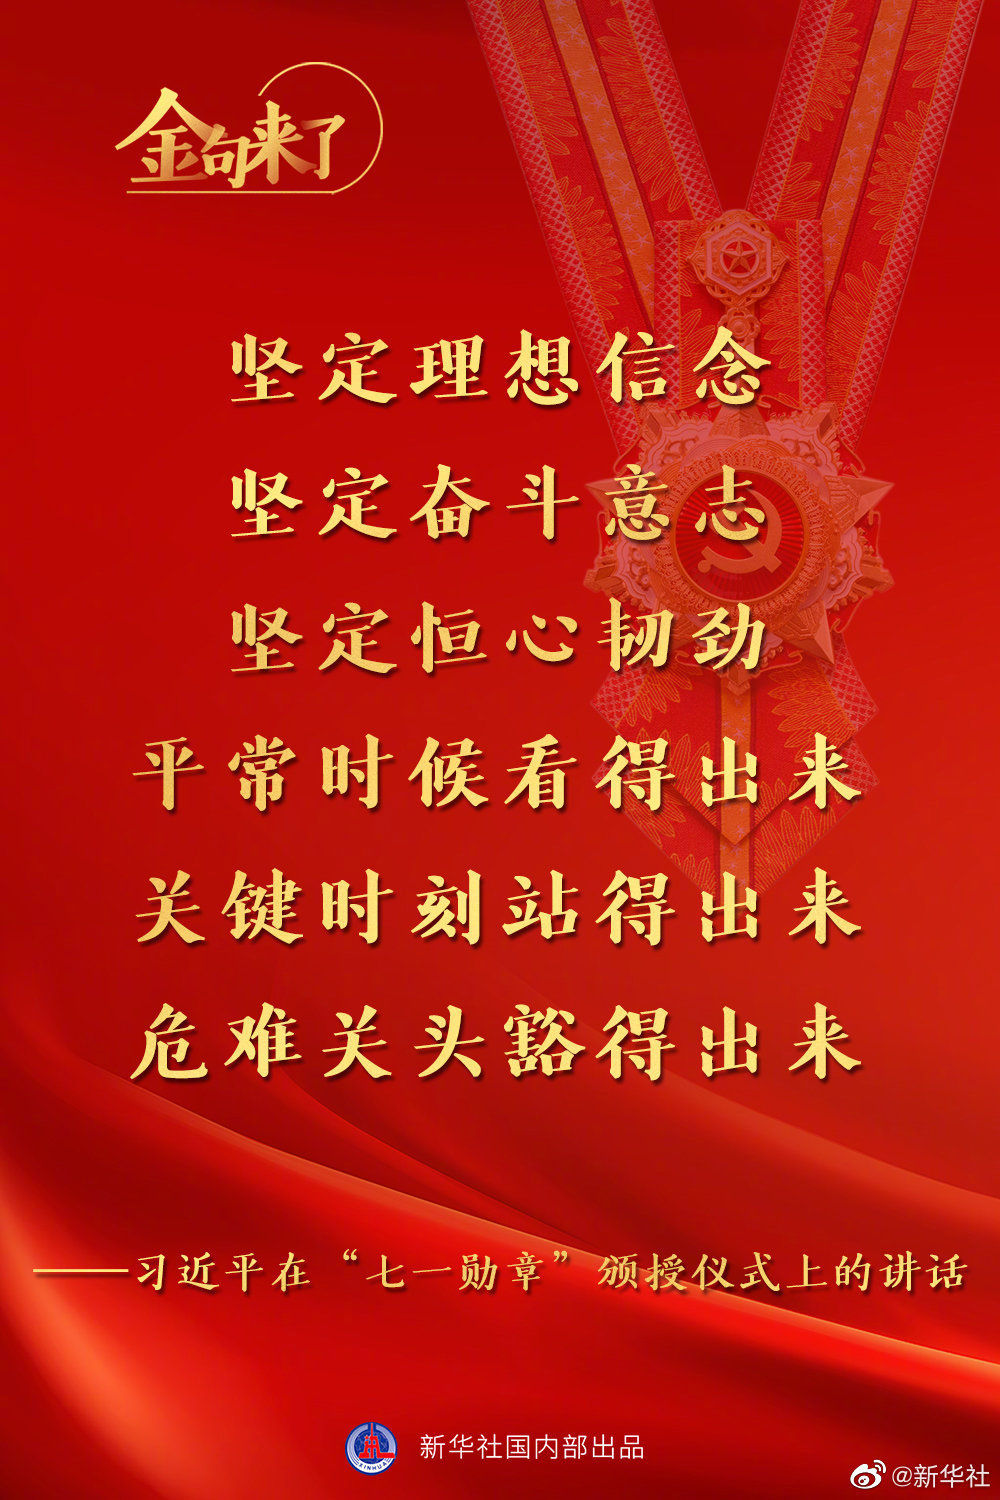 金句来了
坚定理想信念
坚定奋斗意志
坚定恒心韧劲
平常时候看得出来
关键时刻站得出来
危难关头豁得出来
——习近平在“七一勋章”颁授仪式上的讲话
XINHUA
新华社国内部出品
@新华社